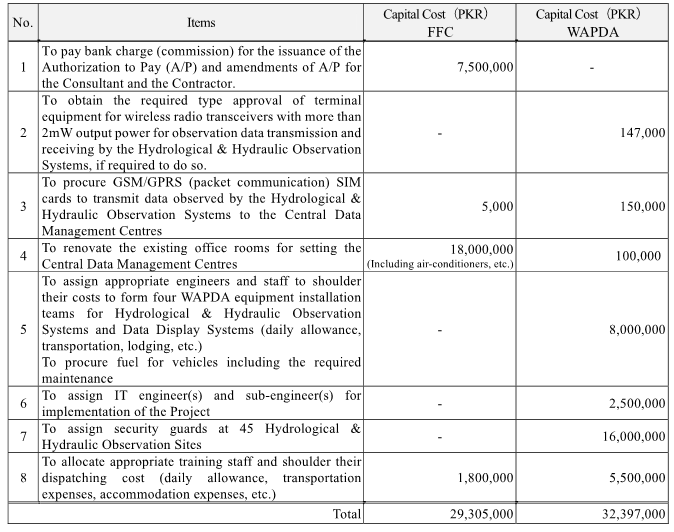 No.
Items
Capital Cost (PKR)
FFC
Capital Cost (PKR)
WAPDA
1
To pay bank charge (commission) for the issuance of the
Authorization to Pay (A/P) and amendments of A/P for
the Consultant and the Contractor.
7,500,000
-
2
To obtain the required type approval of terminal
equipment for wireless radio transceivers with more than
2mW output power for observation data transmission and
receiving by the Hydrological & Hydraulic Observation
Systems, if required to do so.
-
147,000
3
To procure GSM/GPRS (packet communication) SIM
cards to transmit data observed by the Hydrological &
Hydraulic Observation Systems to the Central Data
Management Centres
5,000
150,000
4
To renovate the existing office rooms for setting the
Central Data Management Centres
18,000,000
(Including air-conditioners, etc.)
100,000
5
To assign appropriate engineers and staff to shoulder
their costs to form four WAPDA equipment installation
teams for Hydrological & Hydraulic Observation
Systems and Data Display Systems (daily allowance,
transportation, lodging, etc.)
To procure fuel for vehicles including the required
maintenance
-
8,000,000
6
To assign IT engineer(s) and sub-engineer(s) for
implementation of the Project
-
2,500,000
7
To assign security guards at 45 Hydrological &
Hydraulic Observation Sites
-
16,000,000
8
To allocate appropriate training staff and shoulder their
dispatching cost (daily allowance, transportation
expenses, accommodation expenses, etc.)
1,800,000
5,500,000
Total
29,305,000
32,397,000